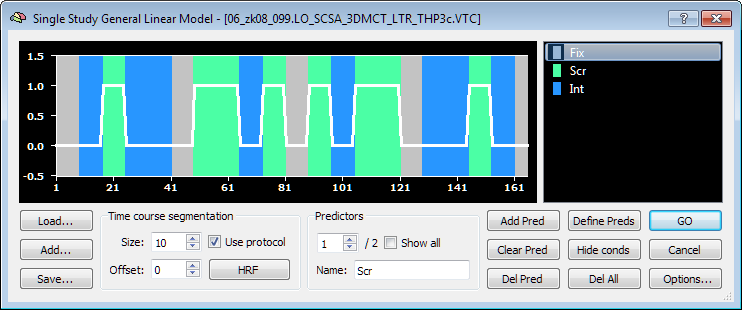 Single Study General Linear Model - [06_zk08_099.LO_SCSA_3DMCT_LTR_THP3c.VTC]
?
1.5
1.0
0.5
0.0
-0.5
1 21 41 61 81 101 121 141 161
Fix
Scr
Int
Load...
Add...
Save...
Time course segmentation
Size: 10 Use protocol
Offset: 0 HRF
Predictors
1 / 2 Show all
Name: Scr
Add Pred Define Preds GO
Clear Pred Hide conds Cancel
Del Pred Del All Options...